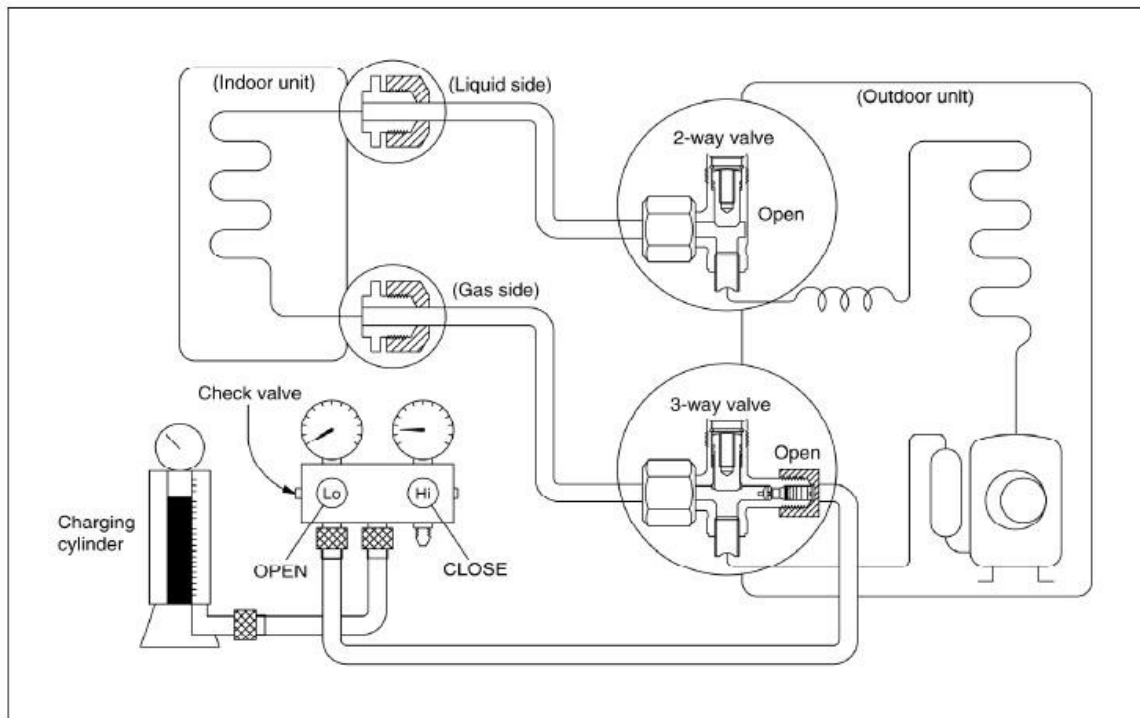 (Indoor unit)
(Liquid side)
(Outdoor unit)
2-way valve
Open
(Gas side)
Check valve
3-way valve
Open
Lo
Hi
Charging
cylinder
OPEN
CLOSE